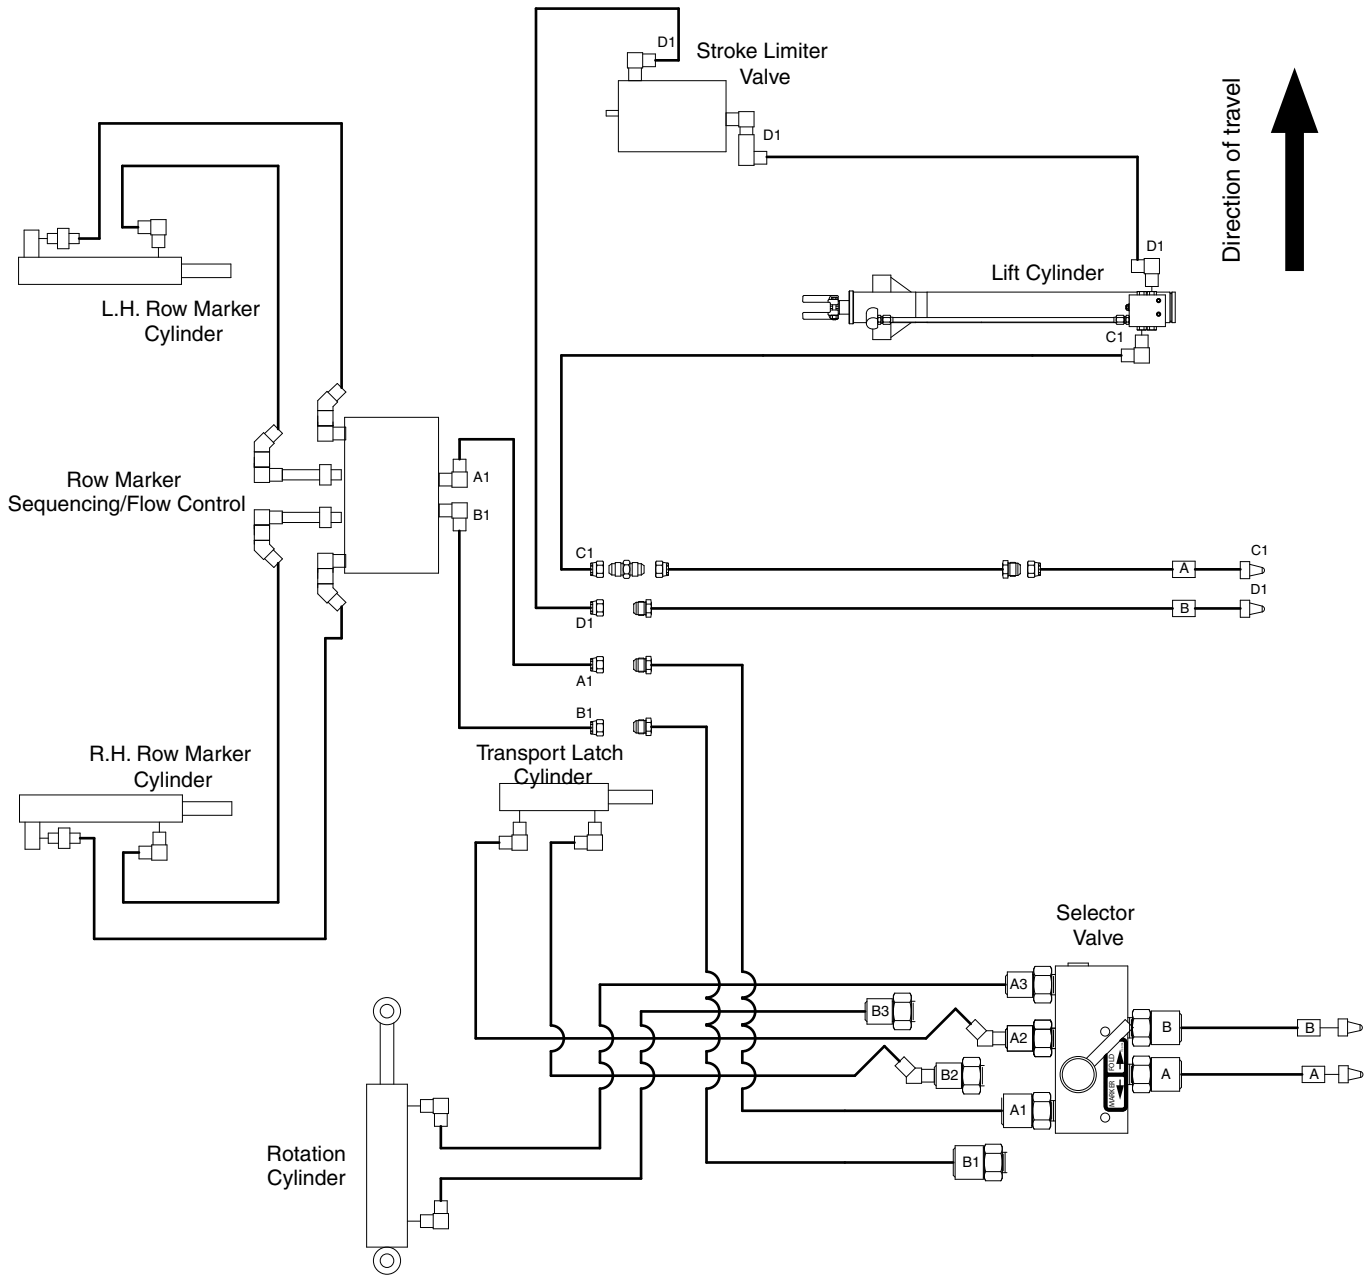 D1
Stroke Limiter
Valve
D1
Direction of travel
D1
Lift Cylinder
C1
L.H. Row Marker
Cylinder
Row Marker
Sequencing/Flow Control
A1
B1
C1
A
C1
D1
B
D1
A1
B1
R.H. Row Marker
Cylinder
Transport Latch
Cylinder
Selector
Valve
A3
B3
A2
B
B
B2
FOLD
A
A
MARKER
A1
B1
Rotation
Cylinder